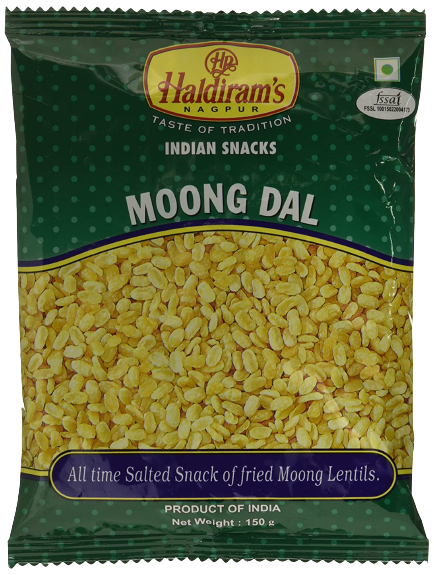 HR
Haldiram's
NAGPUR
TASTE OF TRADITION
INDIAN SNACKS
fssai
MOONG DAL
All time Salted Snack of fried Moong Lentils.
PRODUCT OF INDIA
Net Weight : 150 g